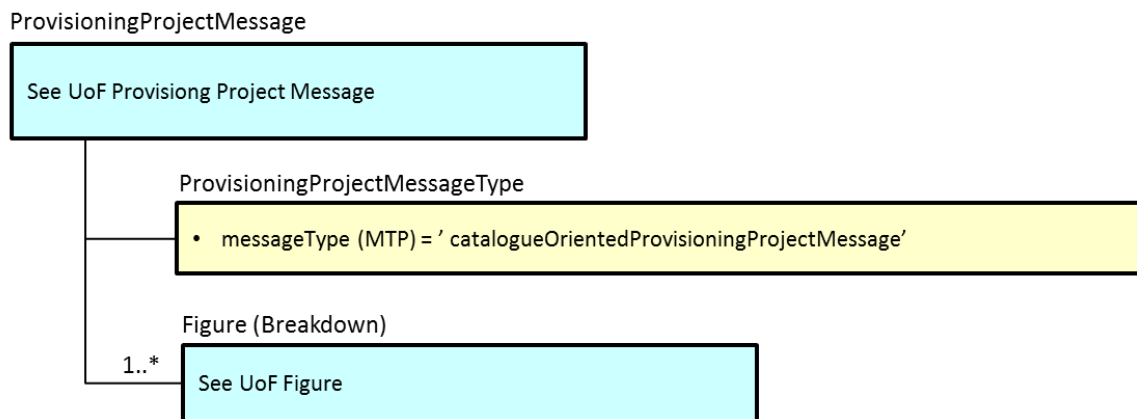 ProvisioningProjectMessage
See UoF Provisiong Project Message
ProvisioningProjectMessageType
• messageType (MTP) = ’ catalogueOrientedProvisioningProjectMessage’
Figure (Breakdown)
1..*
See UoF Figure